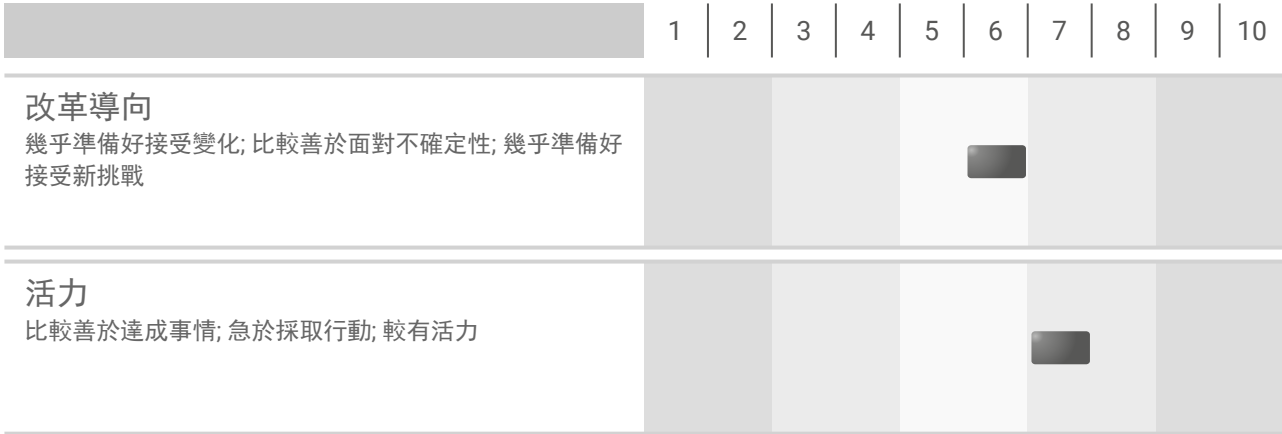 1 2 3 4 5 6 7 8 9 10
改革導向
幾乎準備好接受變化; 比較善於面對不確定性; 幾乎準備好
接受新挑戰
活力
比較善於達成事情; 急於採取行動; 較有活力